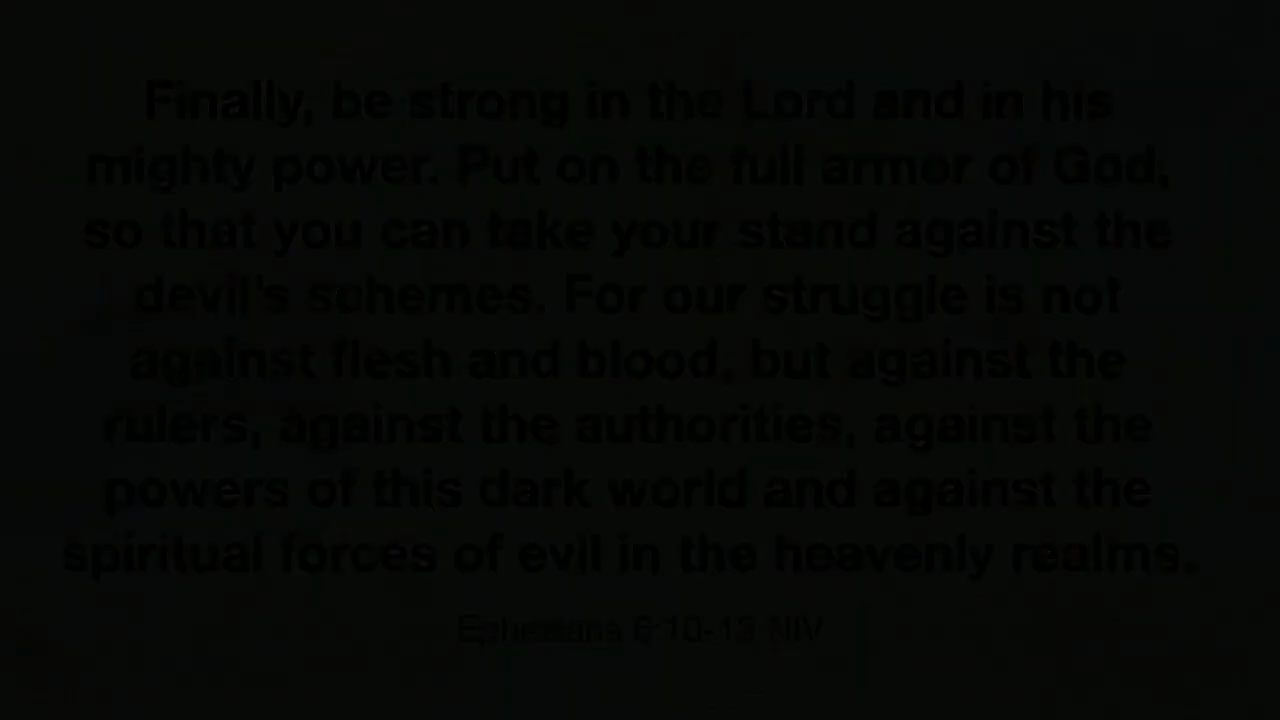 Finally, be strong in the Lord and in his
mighty power. Put on the full armor of God,
so that you can take your stand against the
devil's schemes. For our struggle is not
against flesh and blood, but against the
rulers, against the authorities, against the
powers of this dark world and against the
spiritual forces of evil in the heavenly realms.
Ephesians 6:10-12 NIV